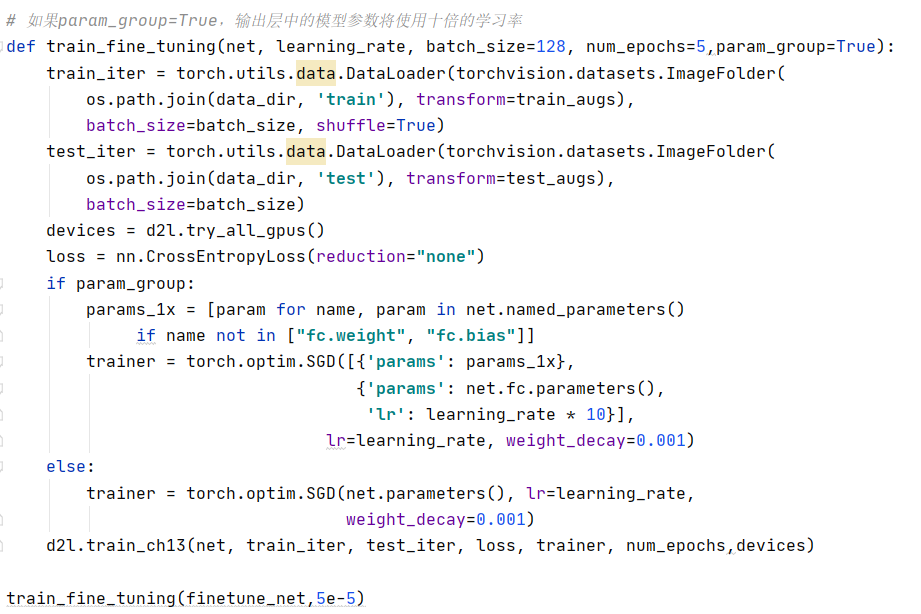 # 如果param_group=True，输出层中的模型参数将使用十倍的学习率
def train_fine_tuning(net, learning_rate, batch_size=128, num_epochs=5,param_group=True):
    train_iter = torch.utils.data.DataLoader(torchvision.datasets.ImageFolder(
        os.path.join(data_dir, 'train'), transform=train_augs),
        batch_size=batch_size, shuffle=True)
    test_iter = torch.utils.data.DataLoader(torchvision.datasets.ImageFolder(
        os.path.join(data_dir, 'test'), transform=test_augs),
        batch_size=batch_size)
    devices = d2l.try_all_gpus()
    loss = nn.CrossEntropyLoss(reduction="none")
    if param_group:
        params_1x = [param for name, param in net.named_parameters()
             if name not in ["fc.weight", "fc.bias"]]
        trainer = torch.optim.SGD([{'params': params_1x},
                                   {'params': net.fc.parameters(),
                                    'lr': learning_rate * 10}],
                                lr=learning_rate, weight_decay=0.001)
    else:
        trainer = torch.optim.SGD(net.parameters(), lr=learning_rate,
                                  weight_decay=0.001)
    d2l.train_ch13(net, train_iter, test_iter, loss, trainer, num_epochs,devices)

train_fine_tuning(finetune_net,5e-5)